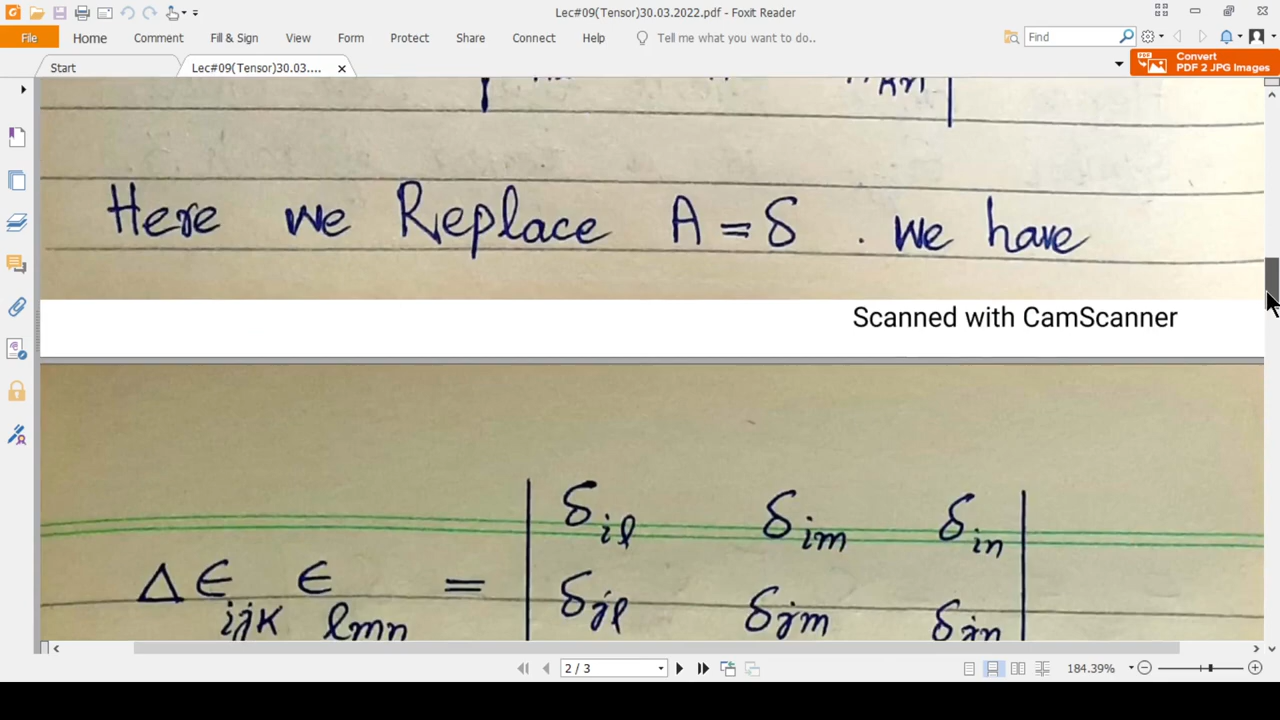 Lec#09(Tensor)30.03.2022.pdf - Foxit Reader
File Home Comment Fill & Sign View Form Protect Share Connect Help Tell me what you want to do.. Find
Start Lec#09(Tensor)30.03.... Convert
PDF 2 JPG Images
kn
Here we Replace A = δ . we have
Scanned with CamScanner
δil δim δin
Δ ϵijk ϵlmn =
δjl δjm δjn
2 / 3 184.39%